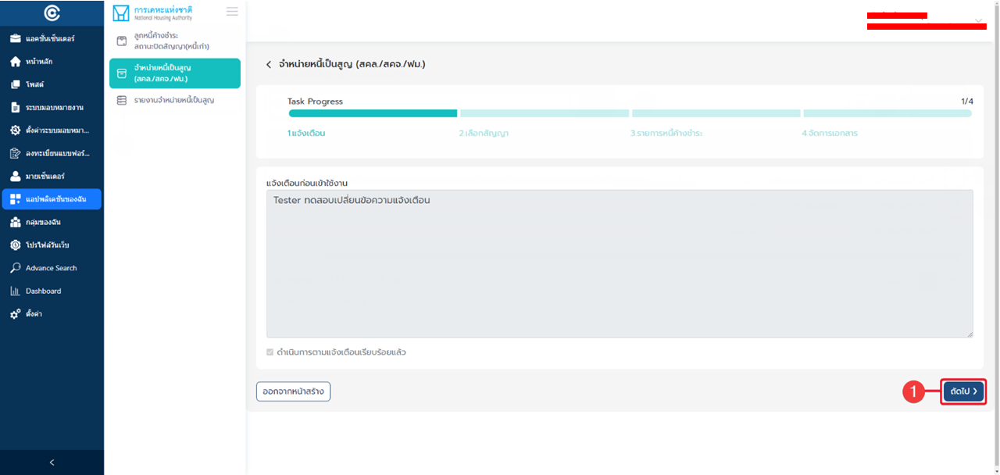 แอคชั่นเซ็นเตอร์
หน้าหลัก
โพสต์
ระบบมอบหมายงาน
ตั้งค่าระบบมอบหมา...
ลงทะเบียนแบบฟอร์...
มายเซ็นเตอร์
แอปพลิเคชันของฉัน
กลุ่มของฉัน
โปรไฟล์วันเว็บ
Advance Search
Dashboard
ตั้งค่า
การเคหะแห่งชาติ
National Housing Authority
ลูกหนี้ค้างชำระ
สถานะปิดสัญญา(หนี้เก่า)
จำหน่ายหนี้เป็นสูญ
(สคล./สคจ./ฟม.)
รายงานจำหน่ายหนี้เป็นสูญ
จำหน่ายหนี้เป็นสูญ (สคล./สคจ./ฟม.)
Task Progress
1/4
1.แจ้งเตือน
2.เลือกสัญญา
3.รายการหนี้ค้างชำระ
4.จัดการเอกสาร
แจ้งเตือนก่อนเข้าใช้งาน
Tester ทดสอบเปลี่ยนข้อความแจ้งเตือน
ดำเนินการตามแจ้งเตือนเรียบร้อยแล้ว
ออกจากหน้าสร้าง
1
ถัดไป